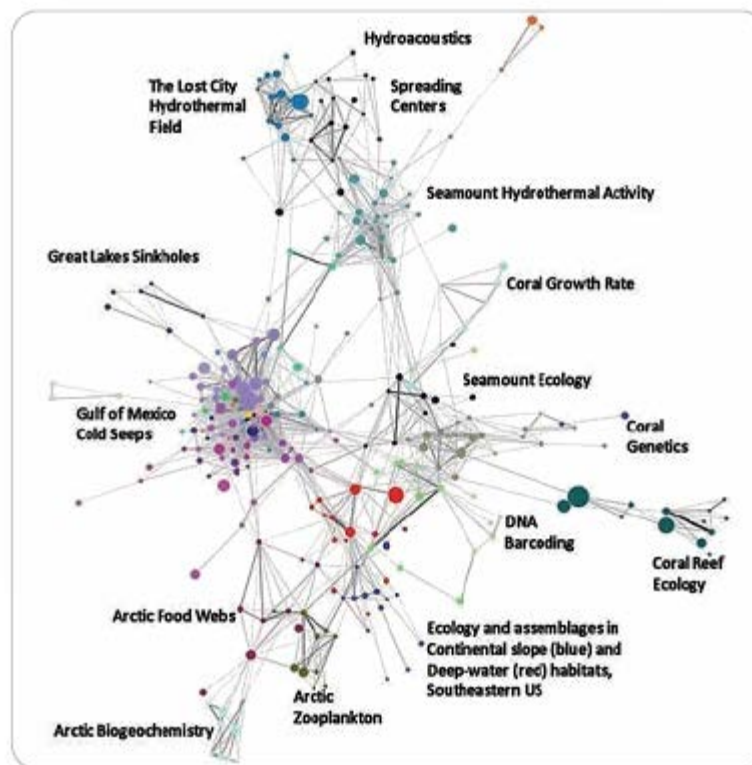 Hydroacoustics
The Lost City
Hydrothermal
Field
Spreading
Centers
Seamount Hydrothermal Activity
Great Lakes Sinkholes
Coral Growth Rate
Seamount Ecology
Gulf of Mexico
Cold Seeps
Coral
Genetics
DNA
Barcoding
Coral Reef
Ecology
Arctic Food Webs
Ecology and assemblages in
Continental slope (blue) and
Deep-water (red) habitats,
Southeastern US
Arctic
Zooplankton
Arctic Biogeochemistry